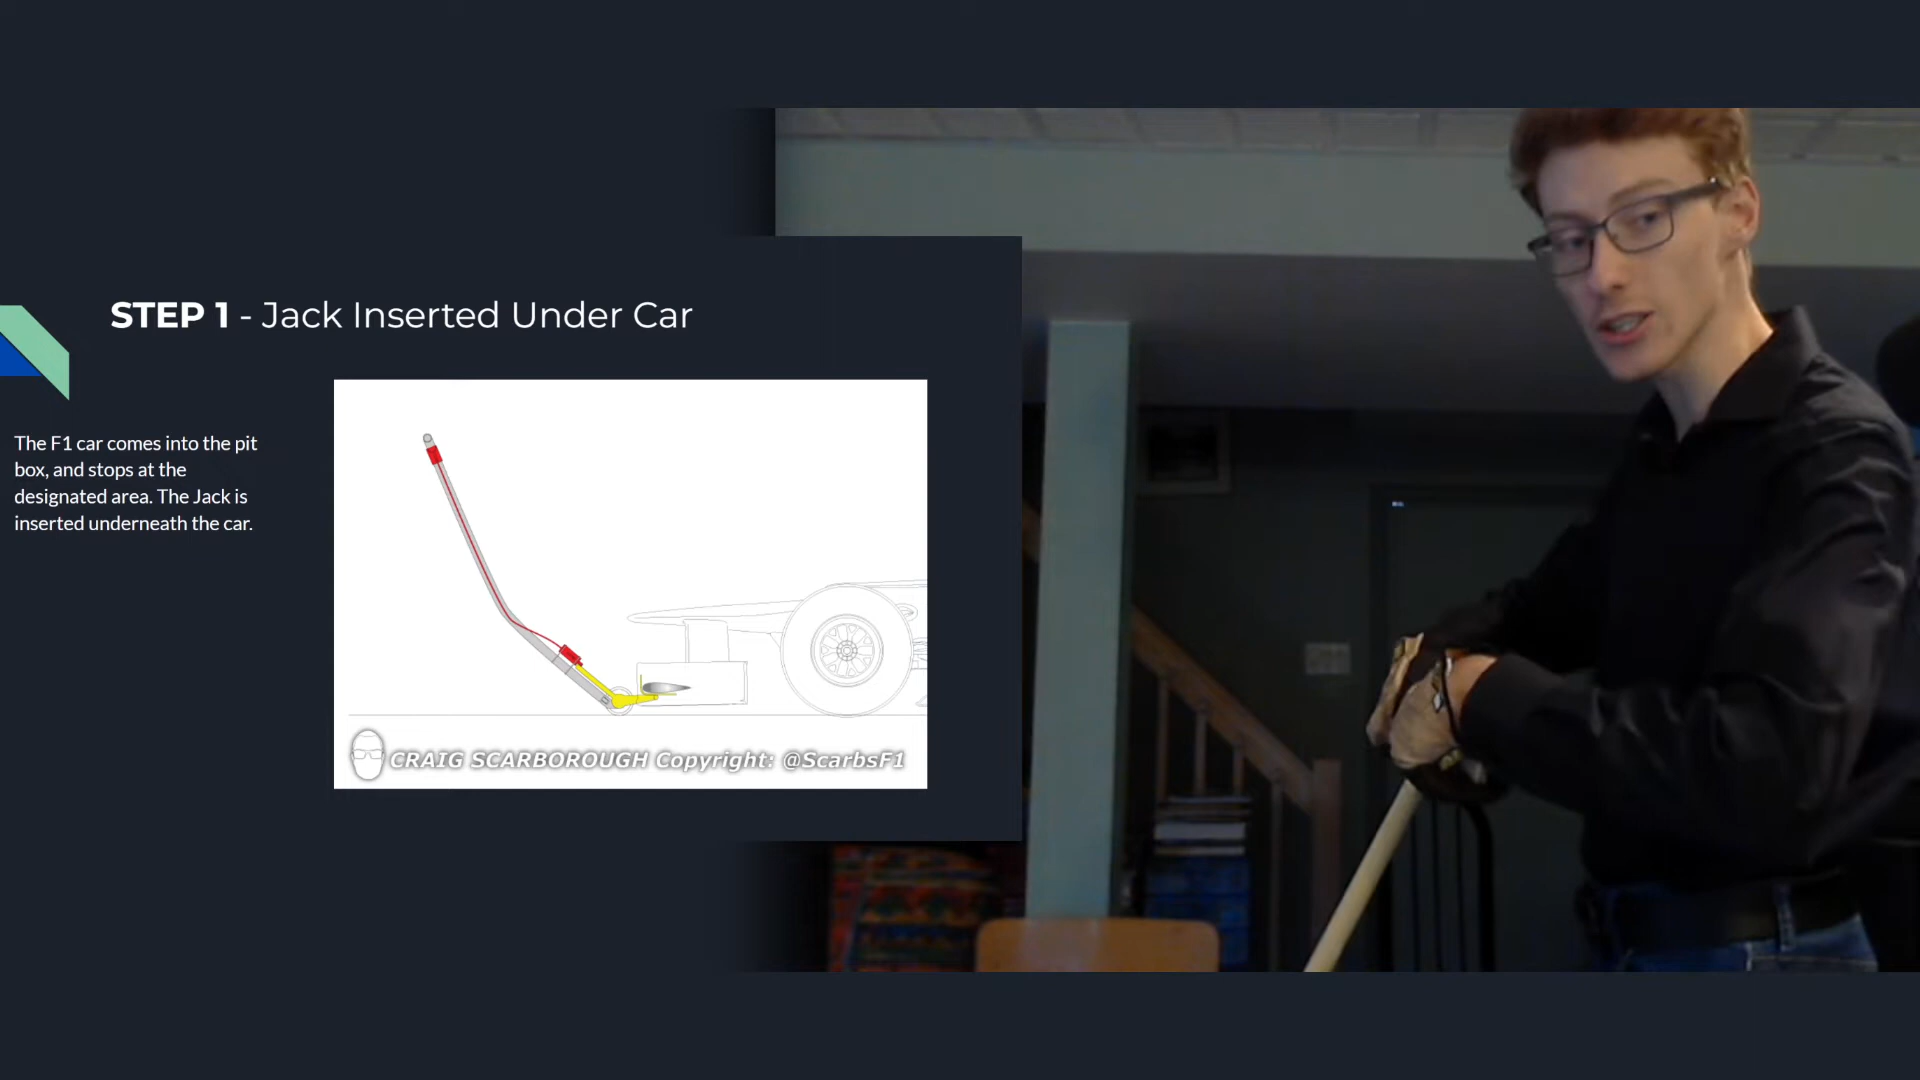 STEP 1 - Jack Inserted Under Car
The F1 car comes into the pit
box, and stops at the
designated area. The Jack is
inserted underneath the car.
CRAIG SCARBOROUGH Copyright: @ScarbsF1